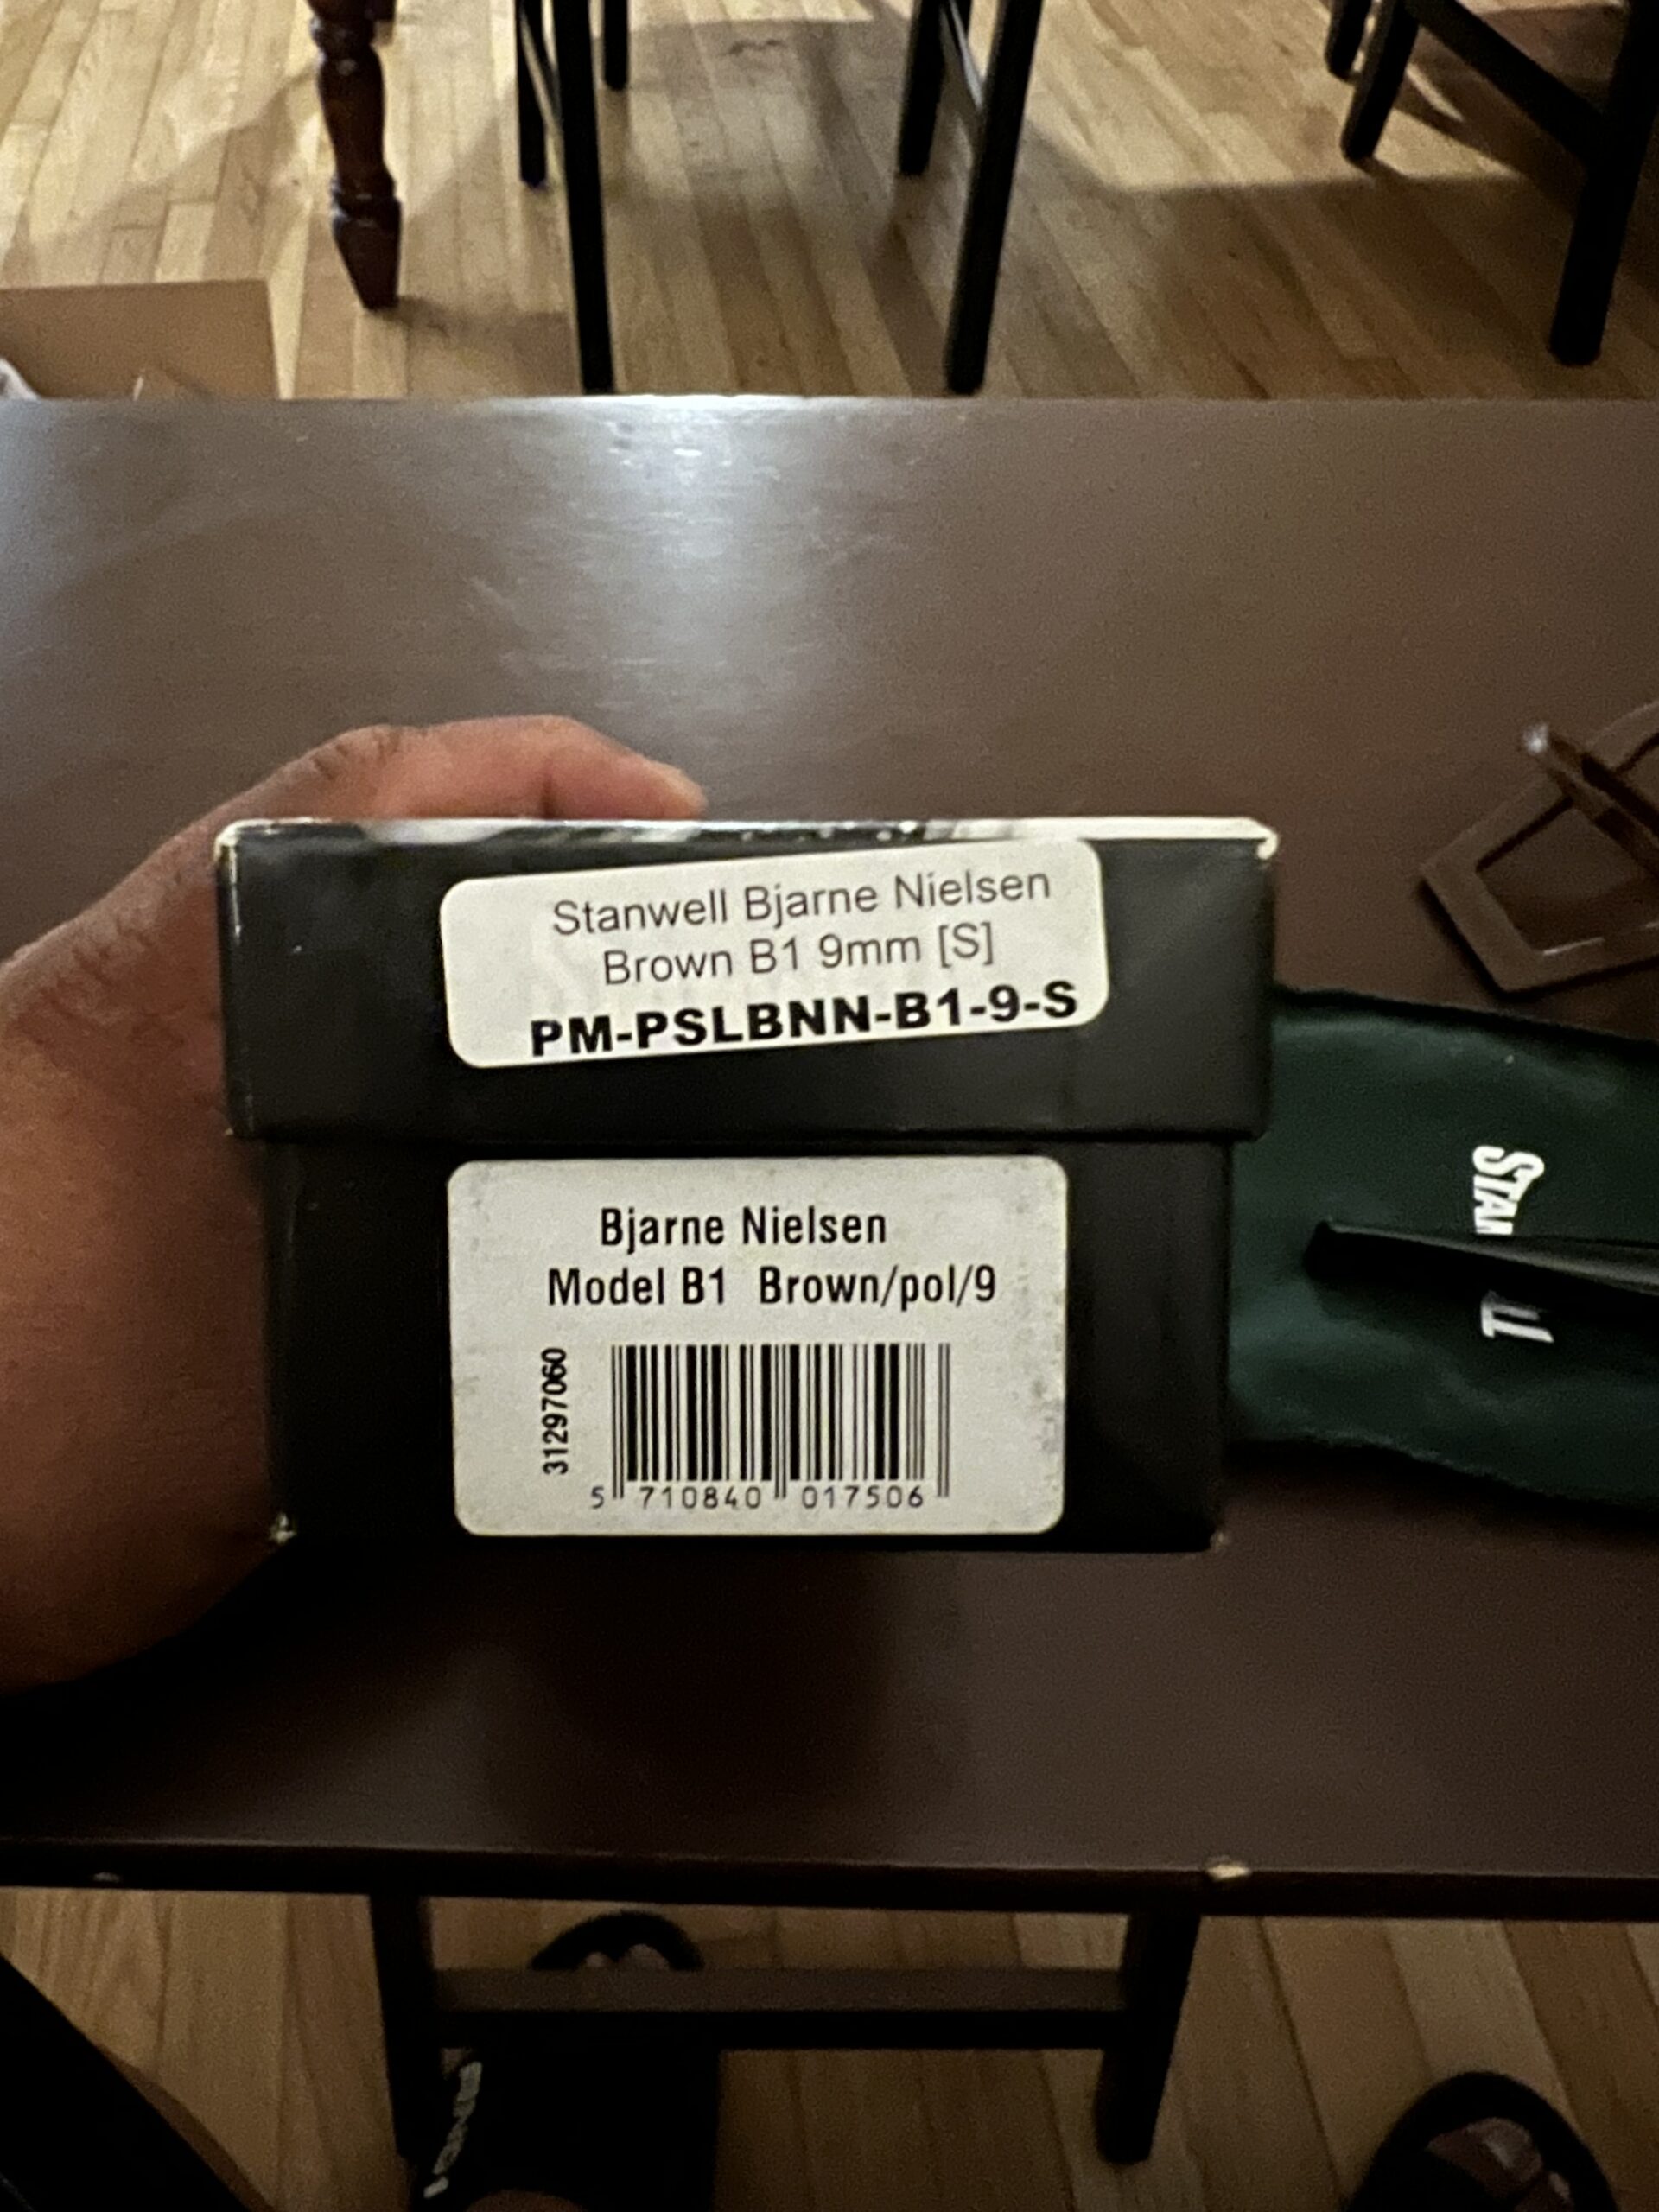 Stanwell Bjarne Nielsen
Brown B1 9mm [S]
PM-PSLBNN-B1-9-S
Bjarne Nielsen
Model B1 Brown/pol/9
31297060
5 710840 017506